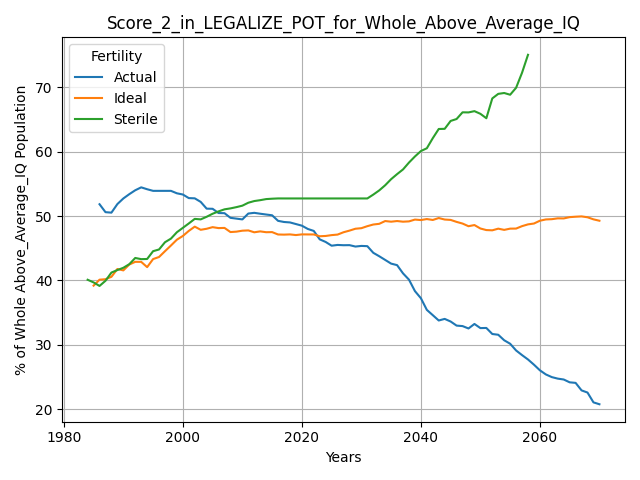 Score_2_in_LEGALIZE_POT_for_Whole_Above_Average_IQ
% of Whole Above_Average_IQ Population
70
60
50
40
30
20
Fertility
Actual
Ideal
Sterile
1980
2000
2020
2040
2060
Years